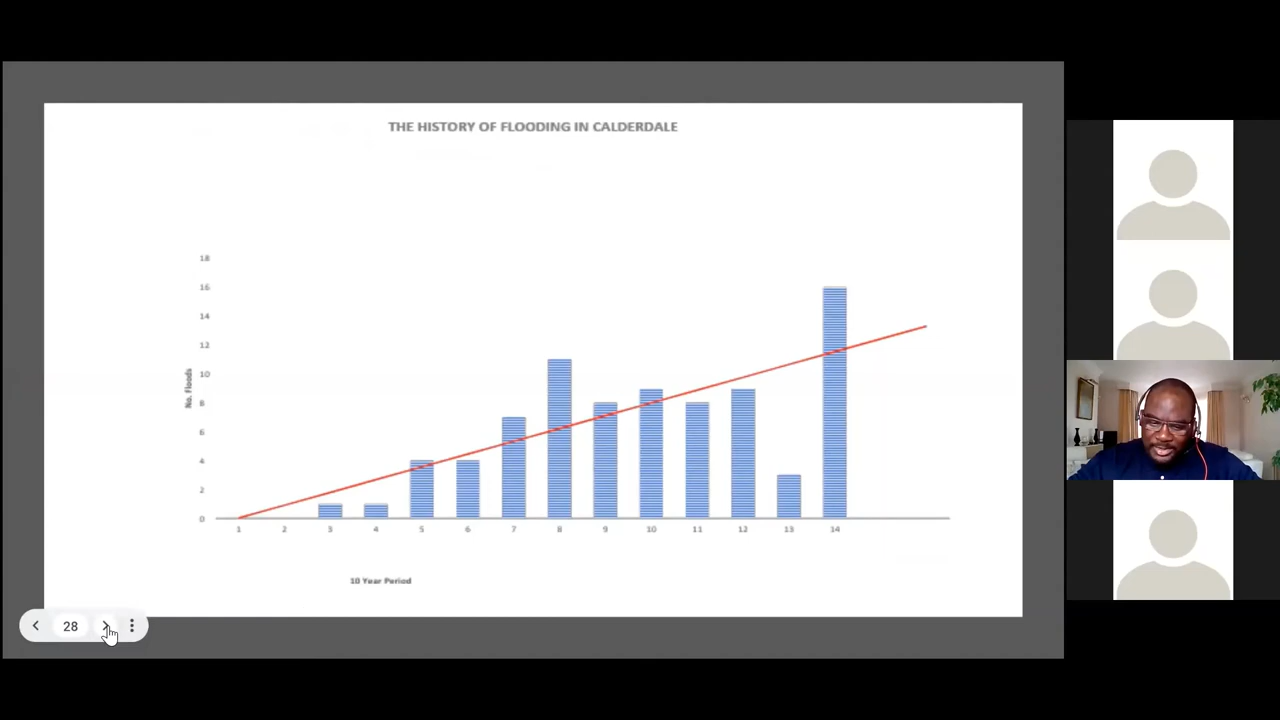 THE HISTORY OF FLOODING IN CALDERDALE
18
16
14
12
10
8
6
4
2
0
No. Floods
1 2 3 4 5 6 7 8 9 10 11 12 13 14
10 Year Period
28